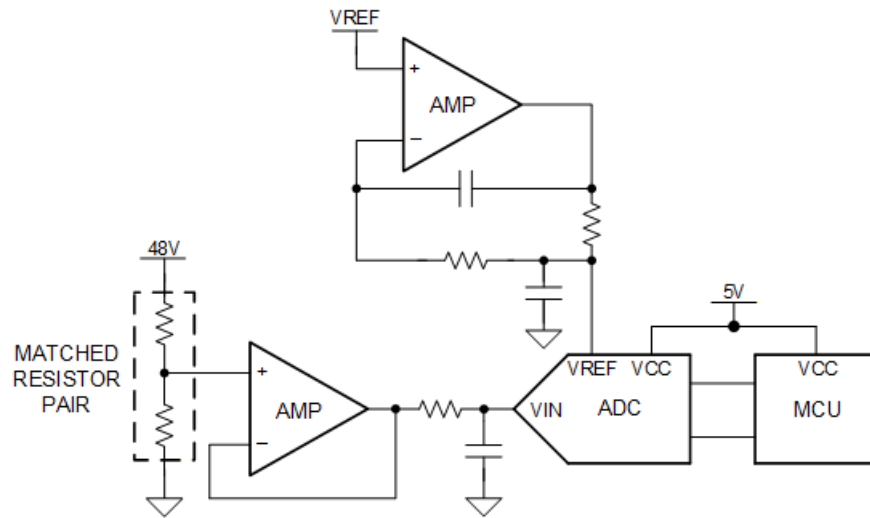 VREF
+
AMP
−
48V
MATCHED
RESISTOR
PAIR
+
AMP
−
5V
VREF VCC
VIN ADC
VCC
MCU